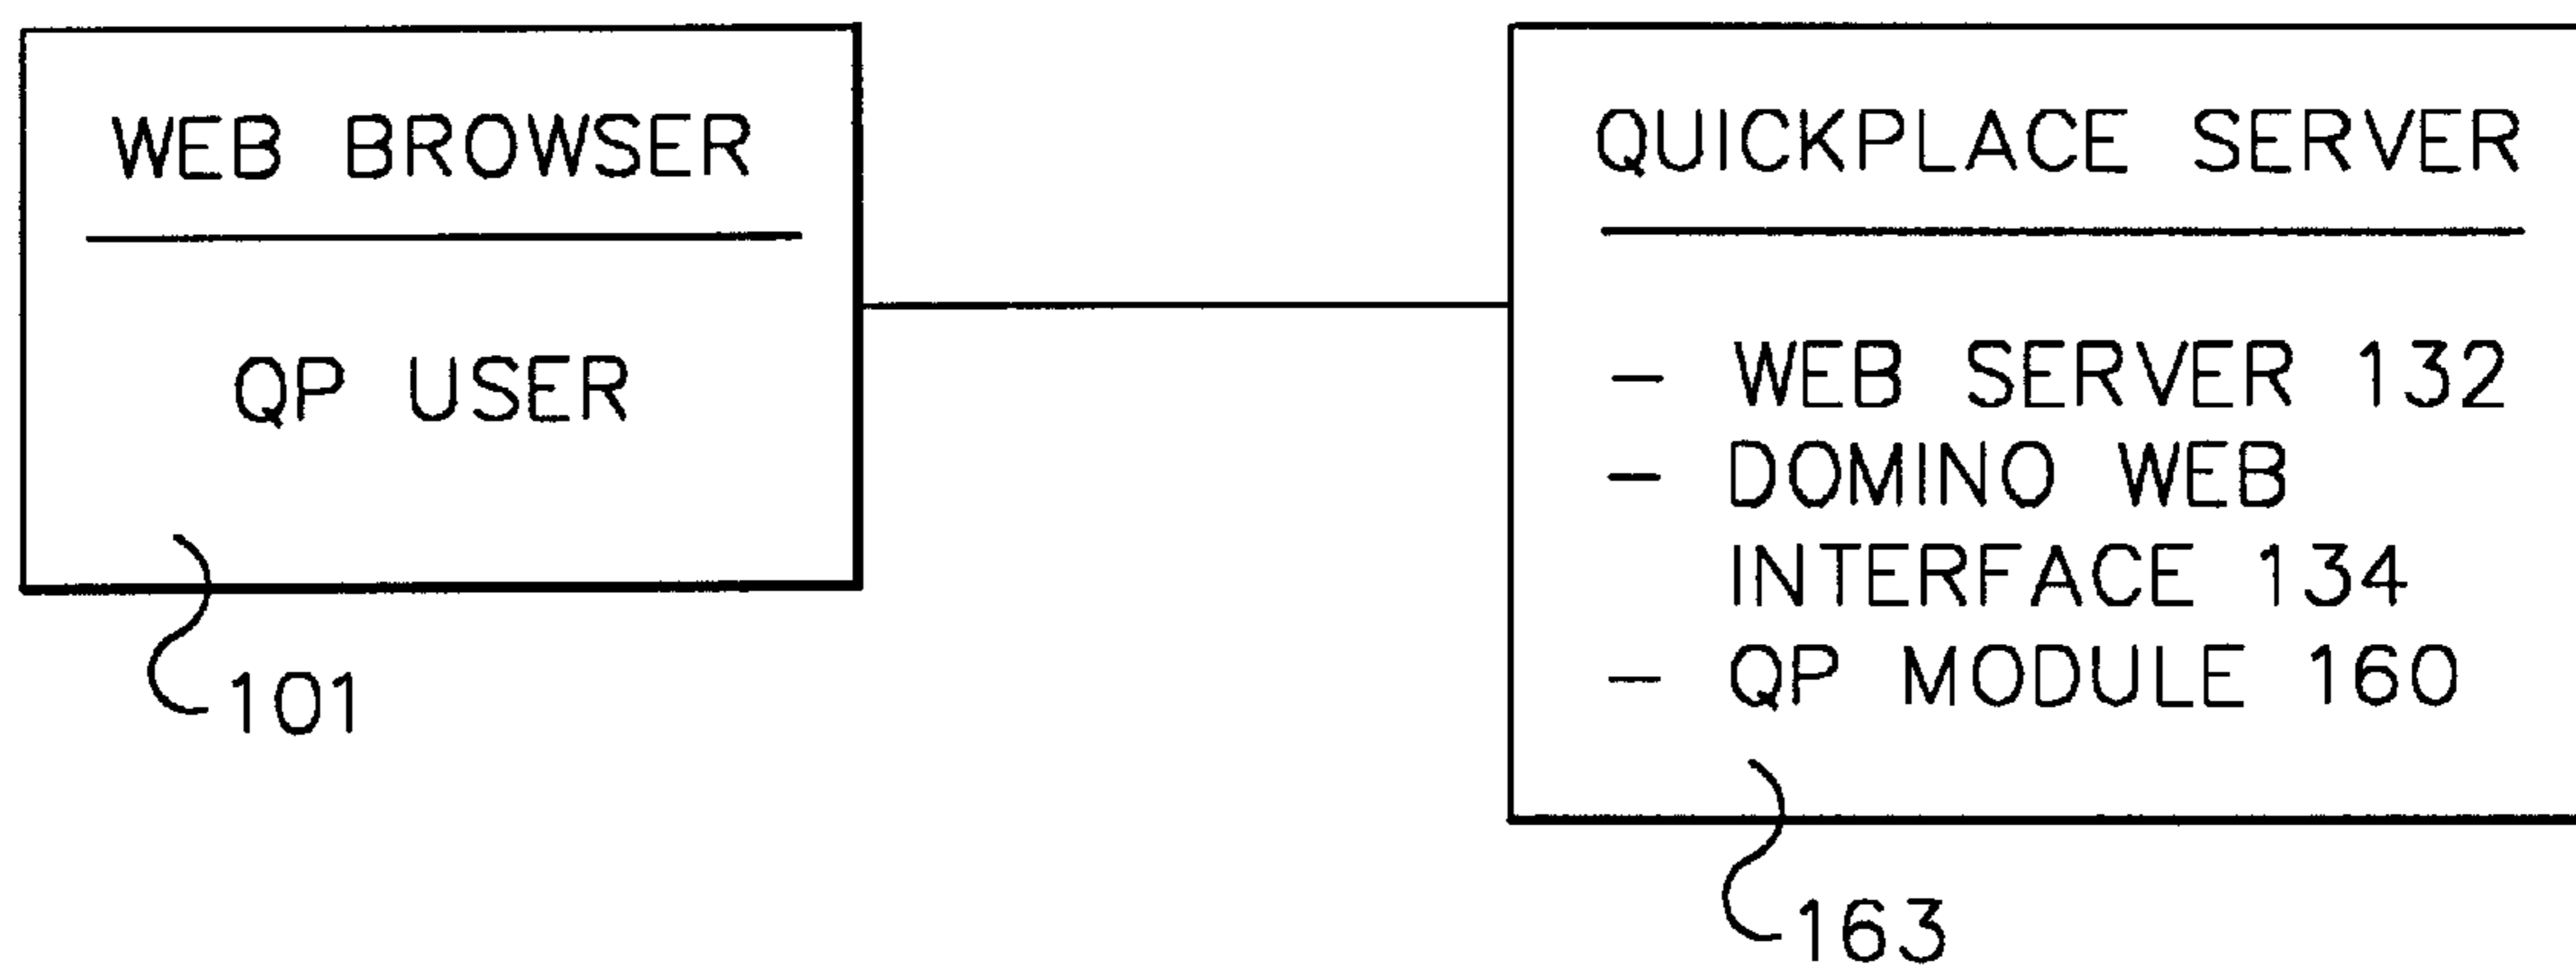 WEB BROWSER
QP USER
101
QUICKPLACE SERVER
- WEB SERVER 132
- DOMINO WEB
INTERFACE 134
- QP MODULE 160
163